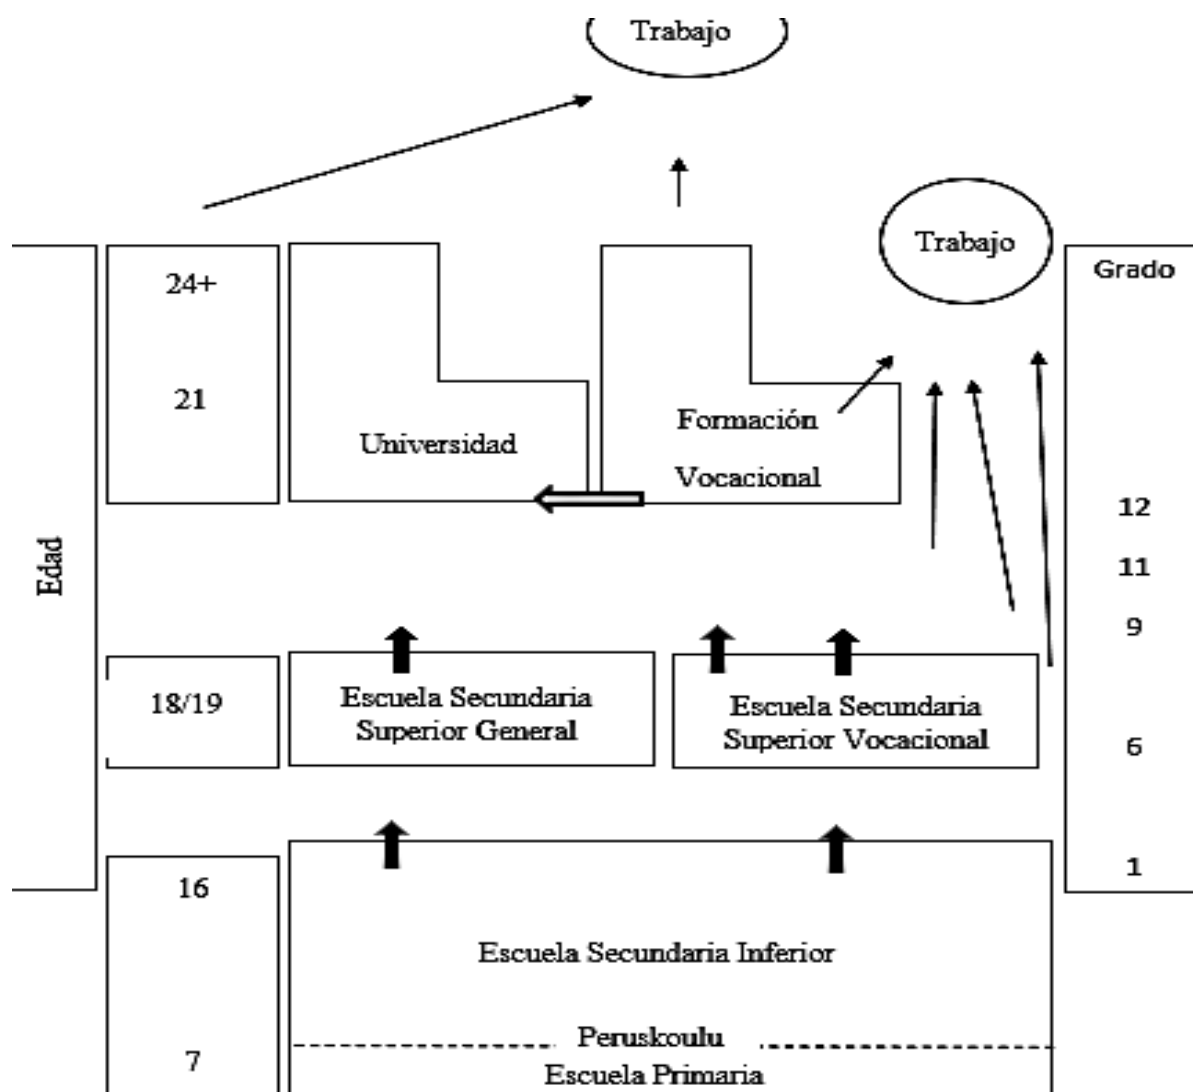 Trabajo
Trabajo
Grado
24+
21
Universidad
Formación
Vocacional
12
11
9
6
1
Edad
18/19
Escuela Secundaria
Superior General
Escuela Secundaria
Superior Vocacional
16
Escuela Secundaria Inferior
Peruskoulu
7
Escuela Primaria